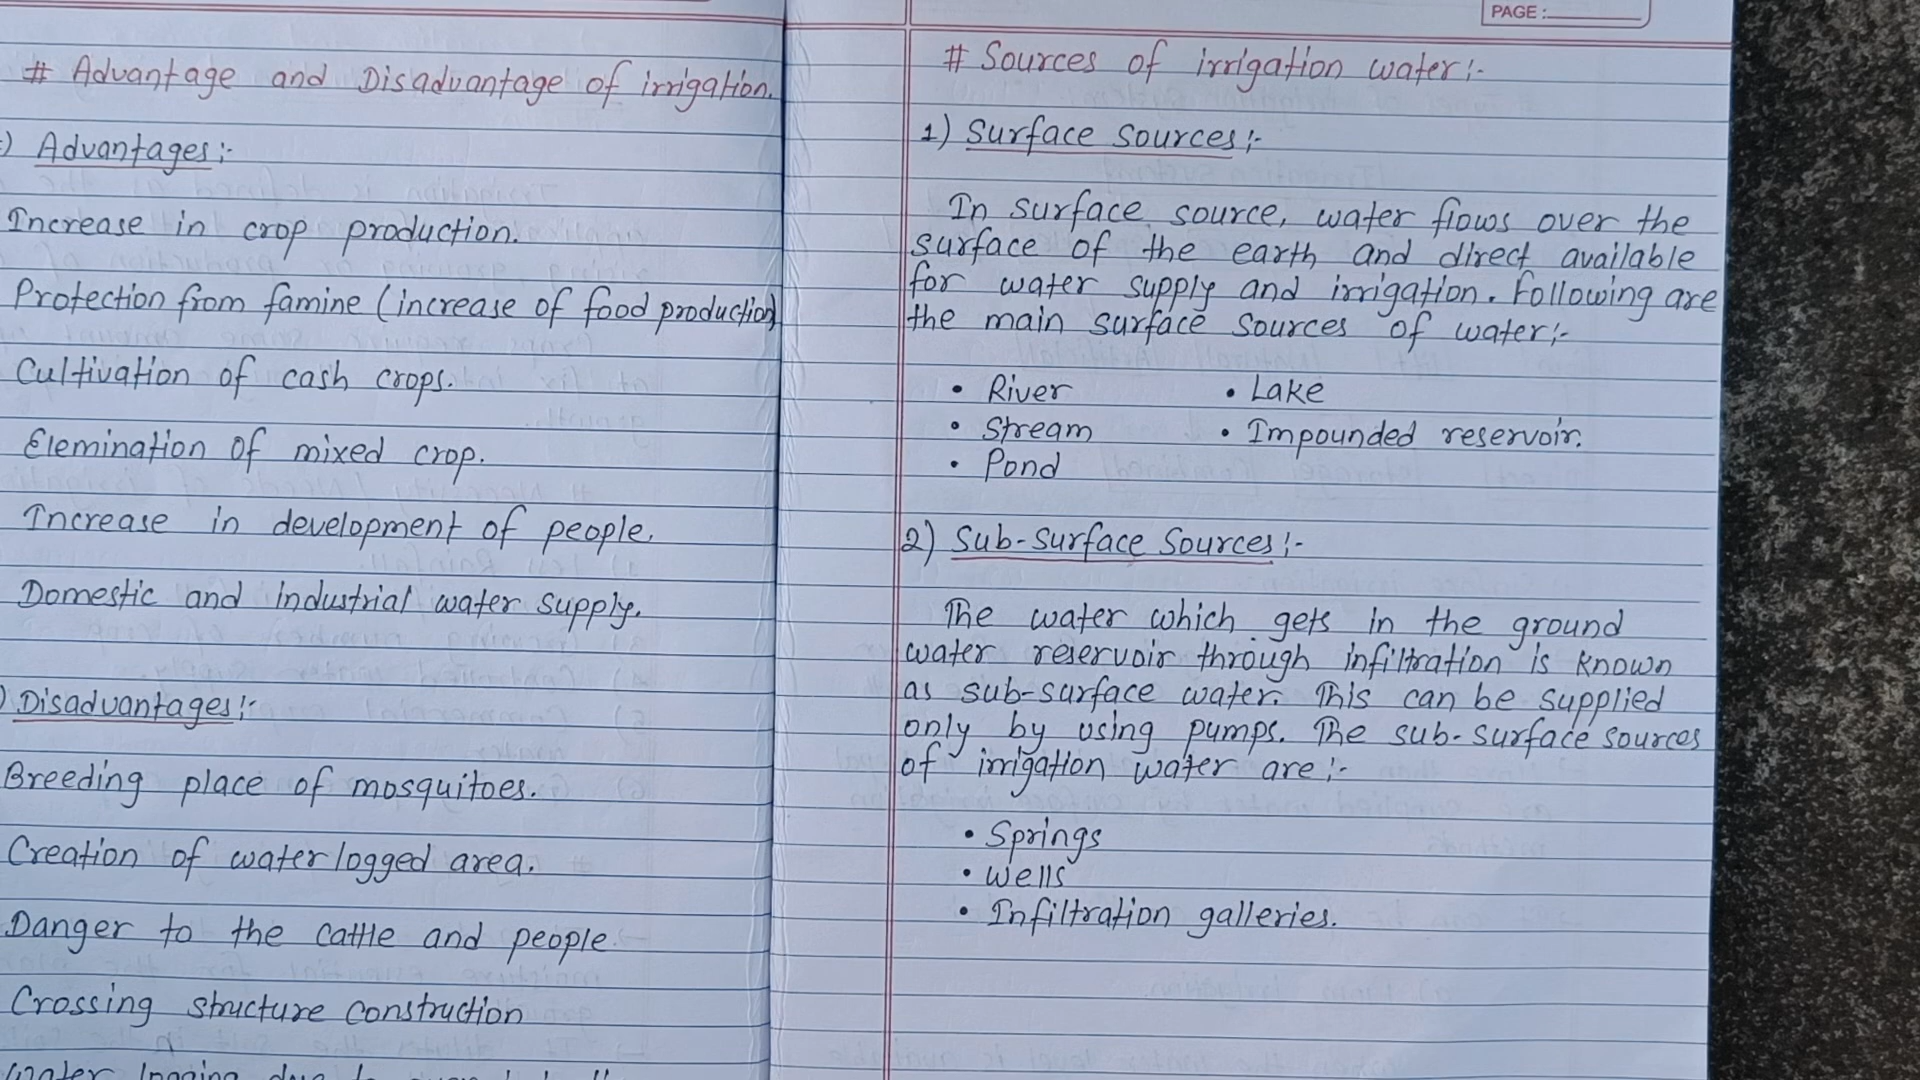 # Advantage and Disadvantage of irrigation.
) Advantages:-
Increase in crop production.
Protection from famine (increase of food production)
Cultivation of cash crops.
Elemination of mixed crop.
Increase in development of people.
Domestic and industrial water supply.
) Disadvantages:-
Breeding place of mosquitoes.
Creation of water logged area.
Danger to the cattle and people
Crossing structure construction
water logging due to
PAGE:
# Sources of irrigation water:-
1) Surface Sources:-
In surface source, water flows over the
surface of the earth and direct available
for water supply and irrigation. Following are
the main surface sources of water:-
• River • Lake
• Stream • Impounded reservoir.
• Pond
2) Sub-surface Sources:-
The water which gets in the ground
water reservoir through infiltration is known
as sub-surface water. This can be supplied
only by using pumps. The sub-surface sources
of irrigation water are:-
• Springs
• Wells
• Infiltration galleries.